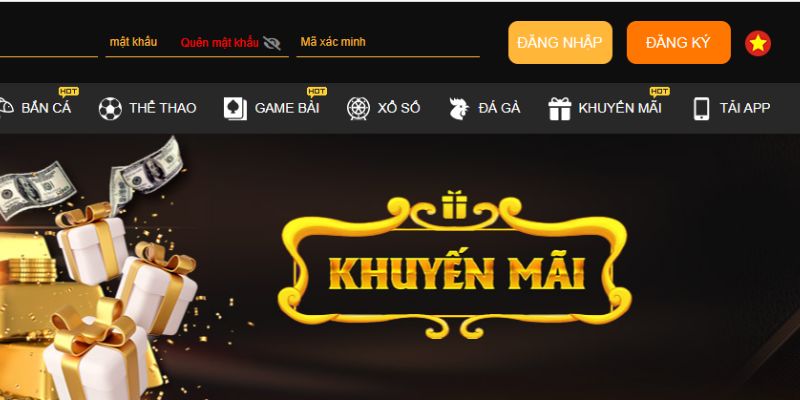 mật khẩu Quên mật khẩu Mã xác minh ĐĂNG NHẬP ĐĂNG KÝ
HOT HOT HOT
BẮN CÁ THỂ THAO GAME BÀI XỔ SỐ ĐÁ GÀ KHUYẾN MÃI TẢI APP
KHUYẾN MÃI